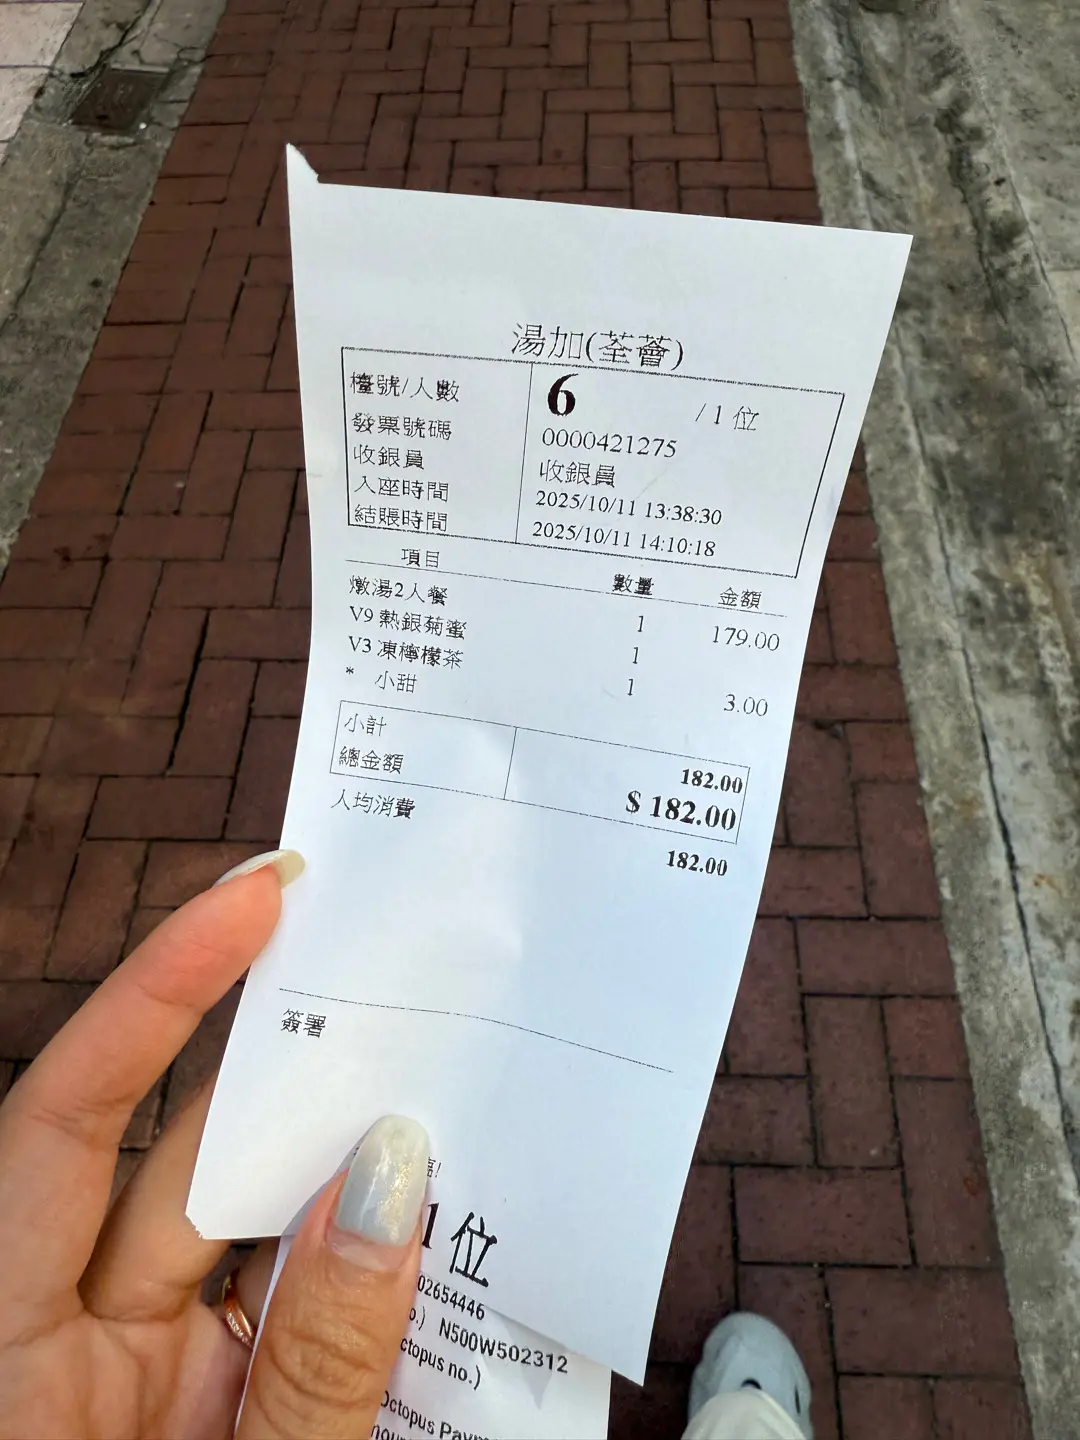 湯加(荃薈)
檯號/人數 6 / 1 位
發票號碼 0000421275
收銀員 收銀員
入座時間 2025/10/11 13:38:30
結賬時間 2025/10/11 14:10:18
項目 數量 金額
燉湯2人餐 1 179.00
V9 熱銀菊蜜 1
V3 凍檸檬茶 1 3.00
* 小甜
小計 182.00
總金額 $ 182.00
人均消費 182.00
簽署
臨!
1 位
02654446
o.) N500W502312
ctopus no.)
Octopus Paym